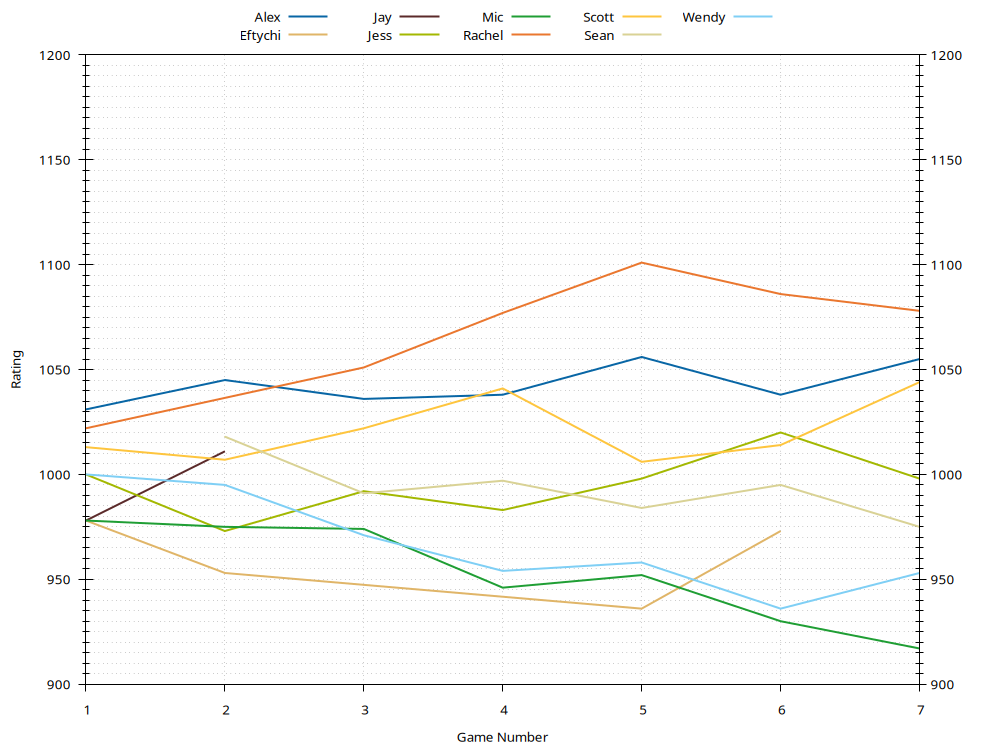 Alex Jay Mic Scott Wendy
Eftychi Jess Rachel Sean
1200 1200
1150 1150
1100 1100
1050 1050
1000 1000
950 950
900 900
Rating
1 2 3 4 5 6 7
Game Number